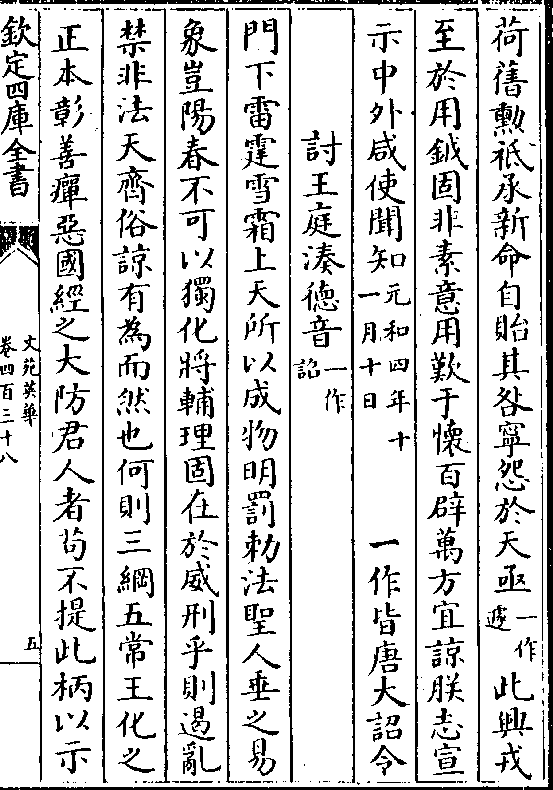 荷舊勲祗承新命自貽其咎寧怨於天亟一作遽此興戎
至於用鉞固非素意用歎于懷百辟萬方宜諒朕志宣
示中外咸使聞知元和四年十一月十日 一作皆唐大詔令
討王庭湊德音一作詔
門下雷霆雪霜上天所以成物明罰勅法聖人垂之易
象豈陽春不可以獨化將輔理固在於威刑乎則遏亂
禁非法天齊俗諒有為而然也何則三綱五常王化之
正本彰善癉惡國經之大防君人者苟不提此柄以示
欽定四庫全書
文苑英華
卷四百三十八
五